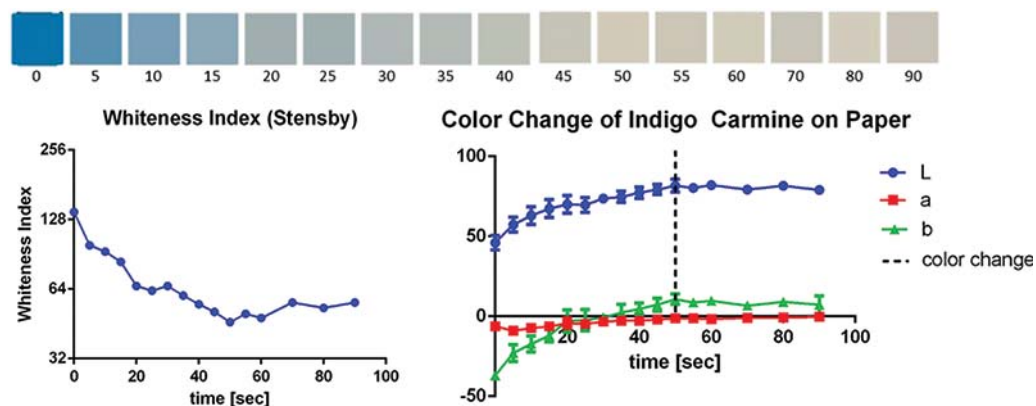 0 5 10 15 20 25 30 35 40 45 50 55 60 70 80 90
Whiteness Index (Stensby)
256
128
64
32
Whiteness Index
0 20 40 60 80 100
time [sec]
Color Change of Indigo Carmine on Paper
100
50
0
-50
20 40 60 80 100
time [sec]
L
a
b
color change